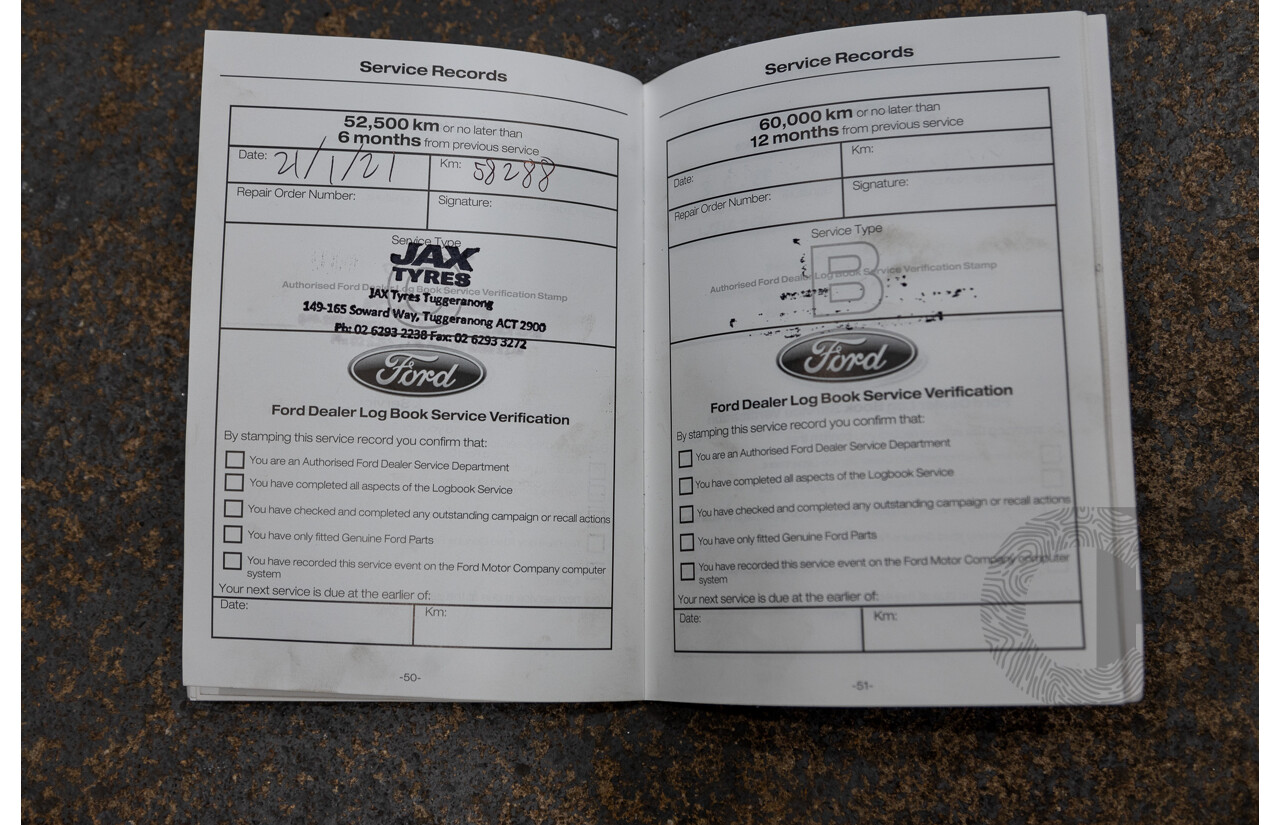 Service Records
52,500 km or no later than
6 months from previous service
Date: 21/1/21
Km: 58288
Repair Order Number:
Signature:
Service Type
JAX
TYRES
Authorised Ford Dealer Log Book Service Verification Stamp
JAX Tyres Tuggeranong
149-165 Soward Way, Tuggeranong ACT 2900
Ph: 02 6293 2238 Fax: 02 6293 3272
Ford
Ford Dealer Log Book Service Verification
By stamping this service record you confirm that:
You are an Authorised Ford Dealer Service Department
You have completed all aspects of the Logbook Service
You have checked and completed any outstanding campaign or recall actions
You have only fitted Genuine Ford Parts
You have recorded this service event on the Ford Motor Company computer
system
Your next service is due at the earlier of:
Date:
Km:
-50-
Service Records
60,000 km or no later than
12 months from previous service
Date:
Km:
Repair Order Number:
Signature:
Service Type
B
Authorised Ford Dealer Log Book Service Verification Stamp
Ford
Ford Dealer Log Book Service Verification
By stamping this service record you confirm that:
You are an Authorised Ford Dealer Service Department
You have completed all aspects of the Logbook Service
You have checked and completed any outstanding campaign or recall actions
You have only fitted Genuine Ford Parts
You have recorded this service event on the Ford Motor Company computer
system
Your next service is due at the earlier of:
Date:
Km:
-51-